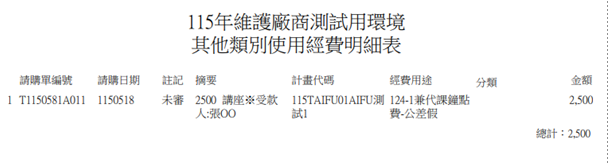 115年維護廠商測試用環境
其他類別使用經費明細表
請購單編號 請購日期 註記 摘要 計畫代碼 經費用途 分類 金額
1 T1150581A011 1150518 未審 2500 講座※受款 115TAIFU01AIFU測 124-1兼代課鐘點 2,500
人:張OO 試1 費-公差假
總計：2,500